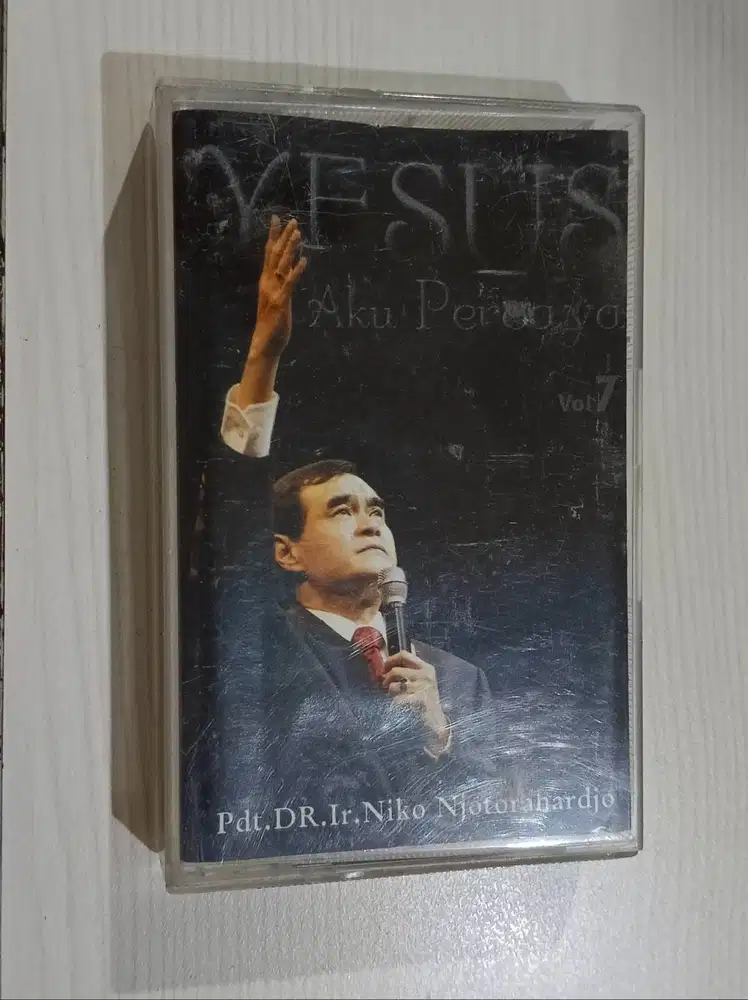 YESUS
Aku Percaya
Vol 7
Pdt.DR.Ir.Niko Njotorahardjo